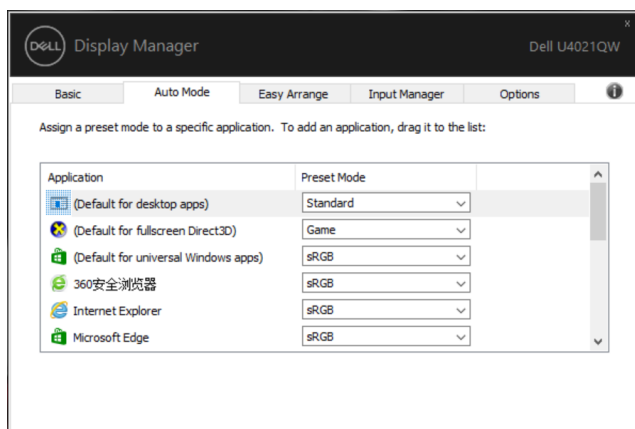 x
DELL Display Manager Dell U4021QW
Basic Auto Mode Easy Arrange Input Manager Options
Assign a preset mode to a specific application. To add an application, drag it to the list:
Application Preset Mode
(Default for desktop apps) Standard
(Default for fullscreen Direct3D) Game
(Default for universal Windows apps) sRGB
360安全浏览器 sRGB
Internet Explorer sRGB
Microsoft Edge sRGB